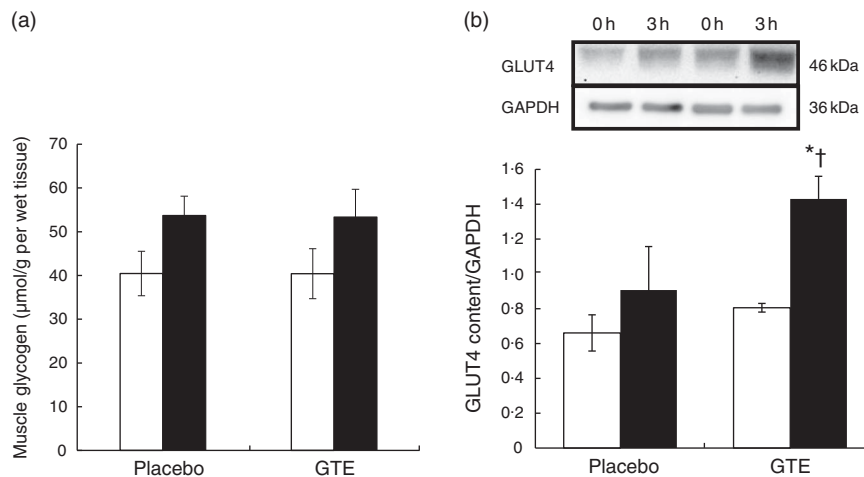 (a)
Muscle glycogen (µmol/g per wet tissue)
70
60
50
40
30
20
10
0
Placebo GTE
(b)
0 h 3 h 0 h 3 h
GLUT4 46 kDa
GAPDH 36 kDa
GLUT4 content/GAPDH
1·6
1·4
1·2
1·0
0·8
0·6
0·4
0·2
0
*†
Placebo GTE